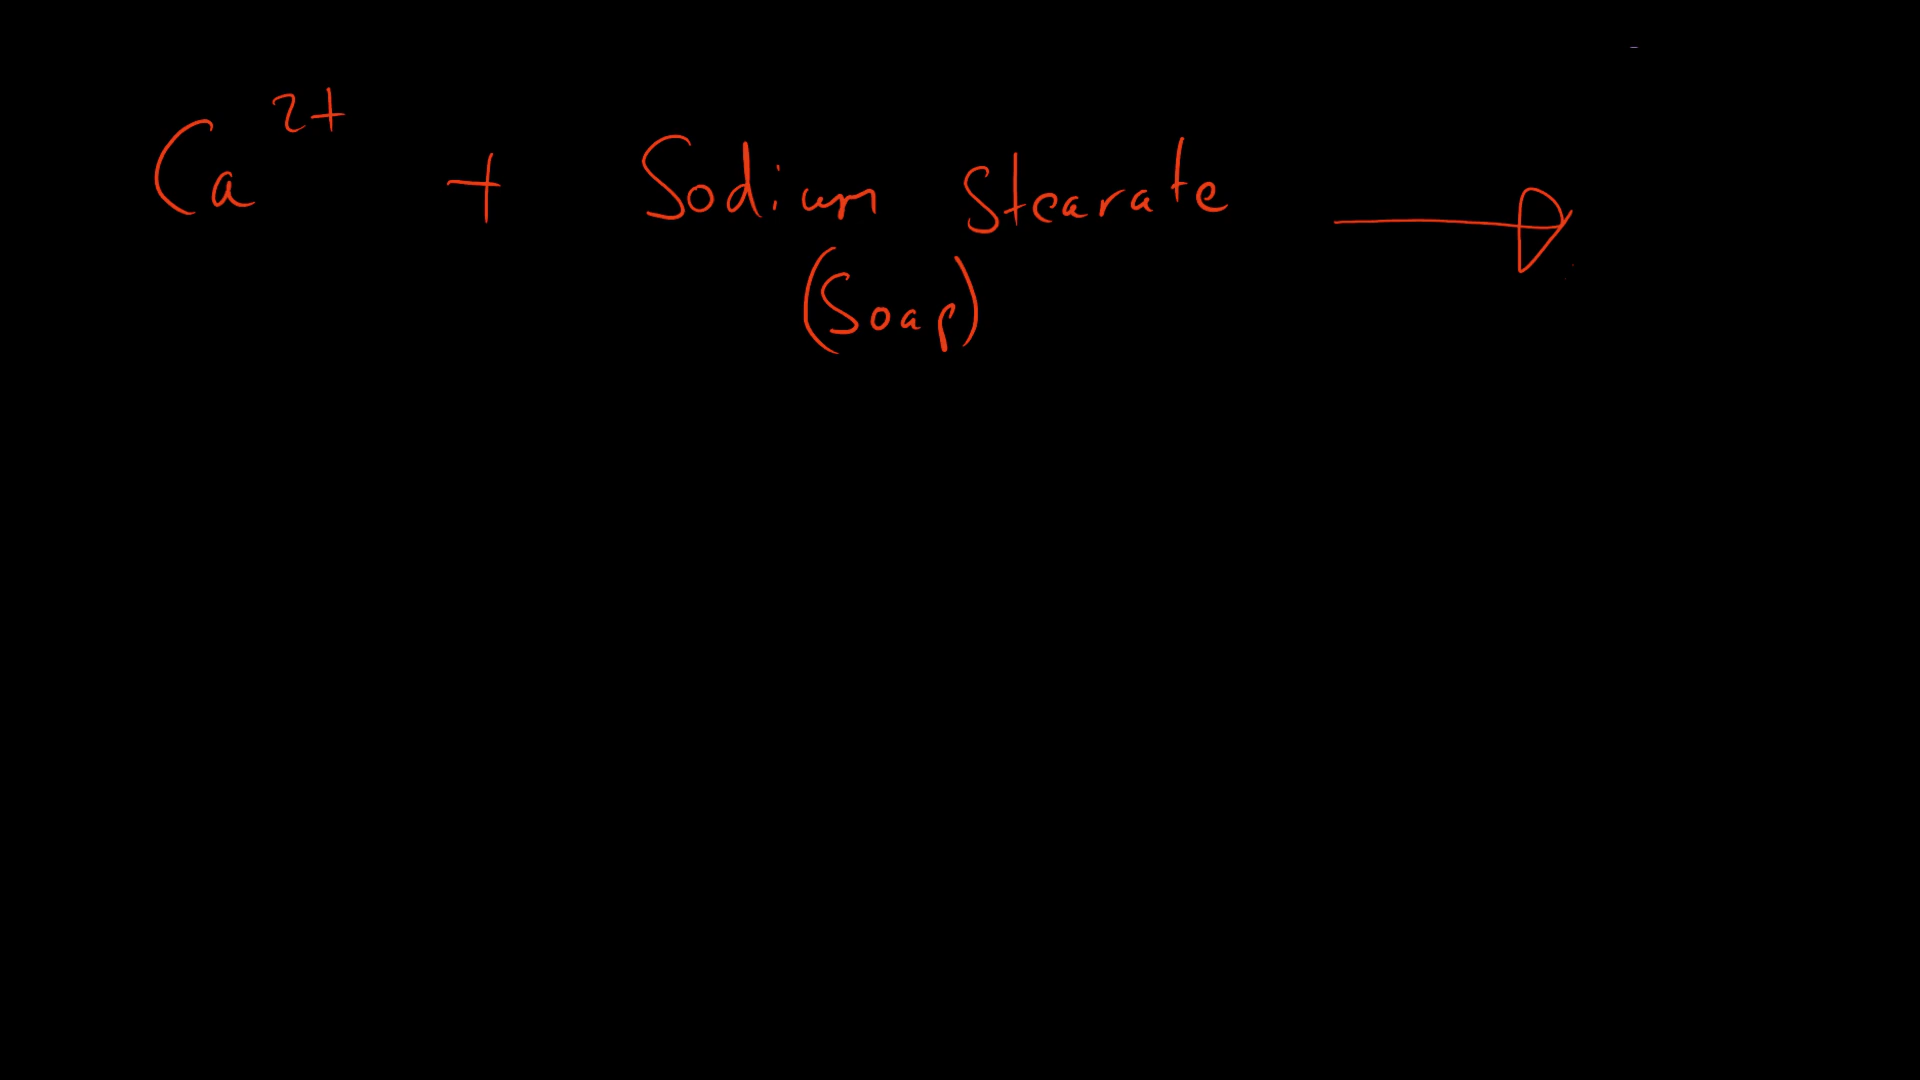 Ca²⁺ + Sodium Stearate →
(Soap)